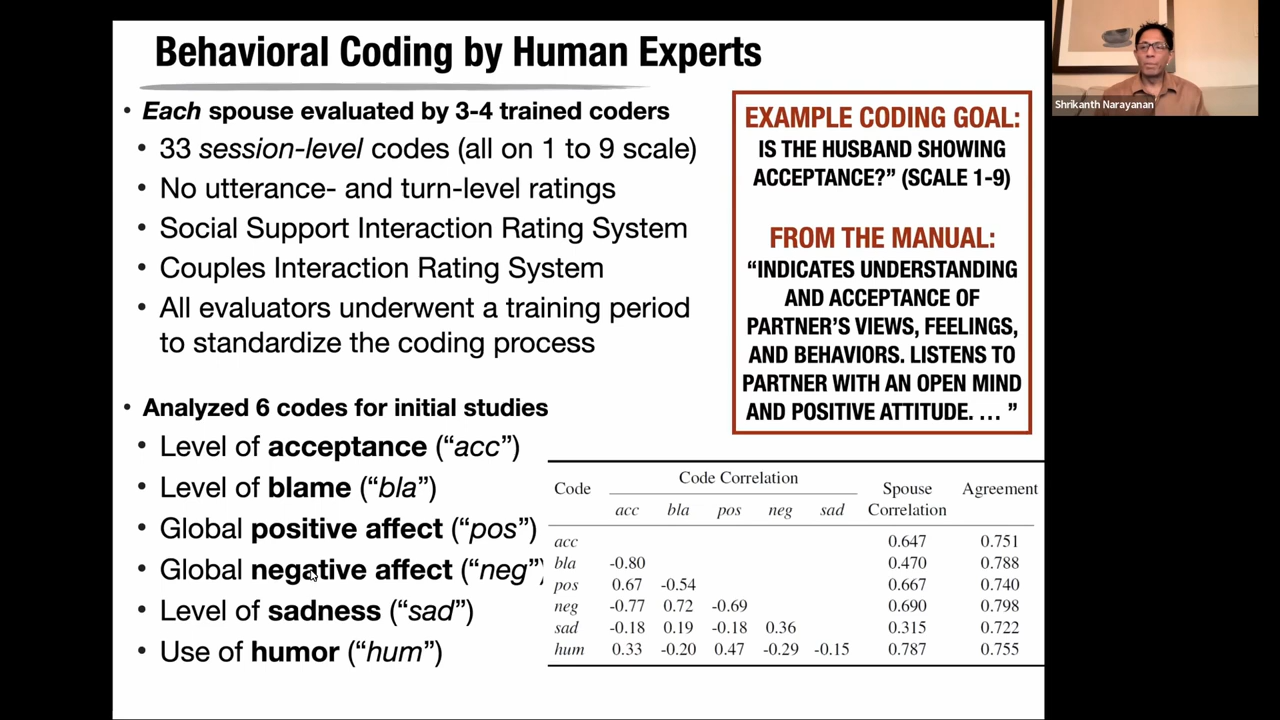 Behavioral Coding by Human Experts
• Each spouse evaluated by 3-4 trained coders
• 33 session-level codes (all on 1 to 9 scale)
• No utterance- and turn-level ratings
• Social Support Interaction Rating System
• Couples Interaction Rating System
• All evaluators underwent a training period
to standardize the coding process
• Analyzed 6 codes for initial studies
• Level of acceptance (“acc”)
• Level of blame (“bla”)
• Global positive affect (“pos”)
• Global negative affect (“neg”)
• Level of sadness (“sad”)
• Use of humor (“hum”)
EXAMPLE CODING GOAL:
IS THE HUSBAND SHOWING
ACCEPTANCE?” (SCALE 1-9)
FROM THE MANUAL:
“INDICATES UNDERSTANDING
AND ACCEPTANCE OF
PARTNER’S VIEWS, FEELINGS,
AND BEHAVIORS. LISTENS TO
PARTNER WITH AN OPEN MIND
AND POSITIVE ATTITUDE. … ”
Code Correlation
Code Spouse Agreement
acc bla pos neg sad Correlation
acc 0.647 0.751
bla -0.80 0.470 0.788
pos 0.67 -0.54 0.667 0.740
neg -0.77 0.72 -0.69 0.690 0.798
sad -0.18 0.19 -0.18 0.36 0.315 0.722
hum 0.33 -0.20 0.47 -0.29 -0.15 0.787 0.755
Shrikanth Narayanan